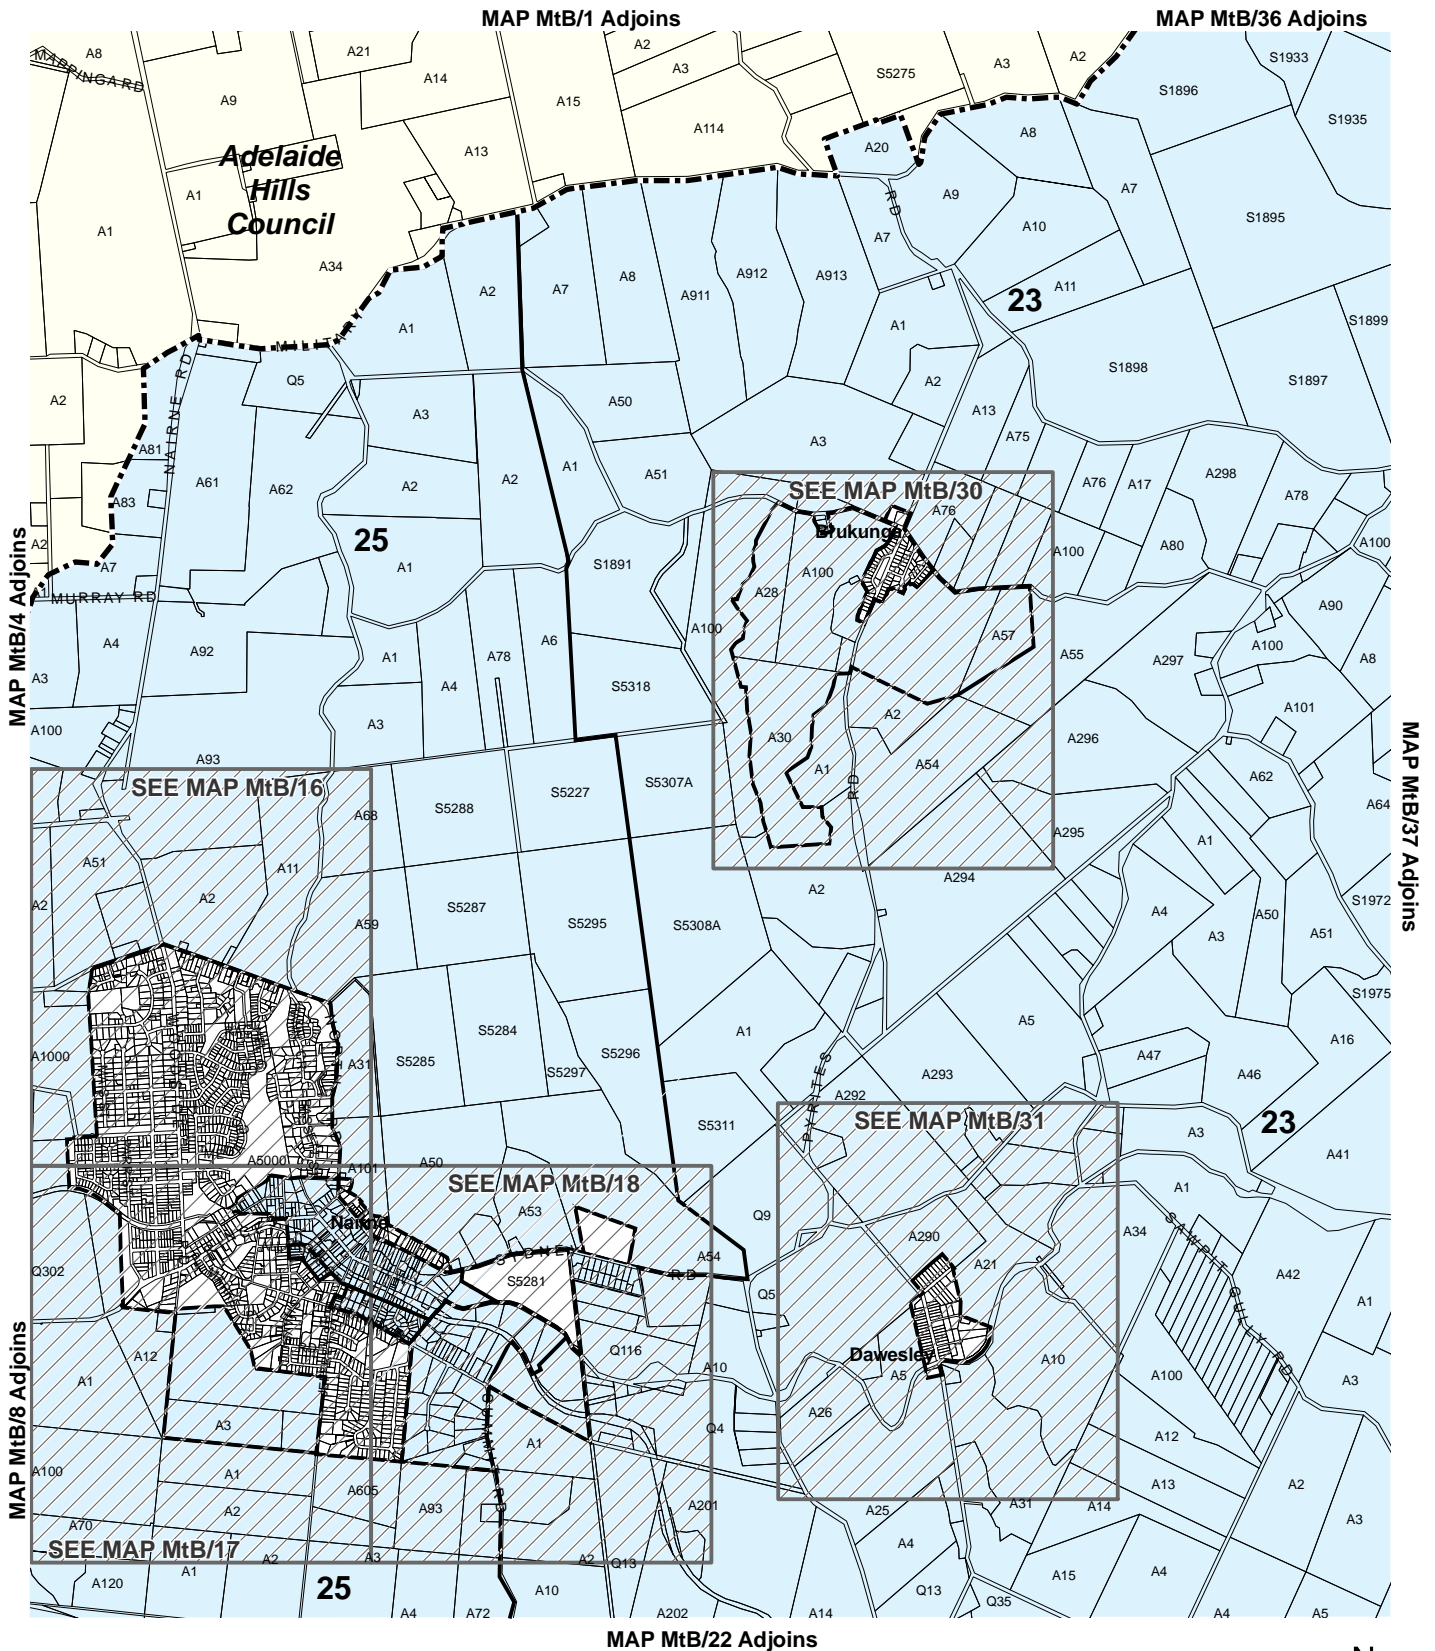 MAP MtB/1 Adjoins
MAP MtB/36 Adjoins
A8
A21
A2
S5275
A3
A2
S1933
MAPPINGA RD
A14
A3
S1896
A9
A15
S1935
A114
A8
A13
A20
Adelaide
Hills
Council
A1
A9
A7
A1
RD
A10
S1895
A34
A7
A2
A7
A8
A911
A912
A913
A11
23
A1
A1
S1899
MILITARY
NAIRNE RD
Q5
S1898
S1897
A2
A2
A50
A3
A13
A3
A75
A81
A1
A51
A298
A61
A62
A2
A2
A76
A17
A78
A83
SEE MAP MtB/30
A76
Brukunga
25
A2
A100
A80
A100
A7
A1
S1891
A100
MURRAY RD
A28
A90
A4
A92
A1
A78
A6
A100
A57
A55
A297
A100
A8
MAP MtB/4 Adjoins
A3
A4
S5318
A101
A100
A3
A2
A30
A296
MAP MtB/37 Adjoins
A93
A1
A54
SEE MAP MtB/16
S5227
S5307A
RD
A62
A68
S5288
A64
A295
A1
A51
A11
A294
A2
A2
A2
S5287
S1972
A59
S5295
S5308A
A4
A50
A3
A51
S1975
A5
S5284
A1
A16
S5296
A1000
A31
S5285
S5297
A47
A293
A46
PYRITES
A292
SEE MAP MtB/31
S5311
23
A3
A5000
A101
A50
A41
SEE MAP MtB/18
A1
A53
Q9
Nairne
A34
SAWPIT GULLY RD
A290
SYDNEY
A54
A21
Q302
RD
A42
S5281
Q5
A1
Q116
A12
Dawesley
A10
A10
A1
A5
A100
A3
MAP MtB/8 Adjoins
A26
A3
Q4
A12
A1
A100
A1
A13
A605
A2
A2
A93
A201
A25
A31
A14
A70
A3
SEE MAP MtB/17
A4
A2
A3
A2
Q13
A120
A1
25
A10
A15
A4
Q13
Q35
A4
A72
A202
A14
A4
A5
MAP MtB/22 Adjoins
N